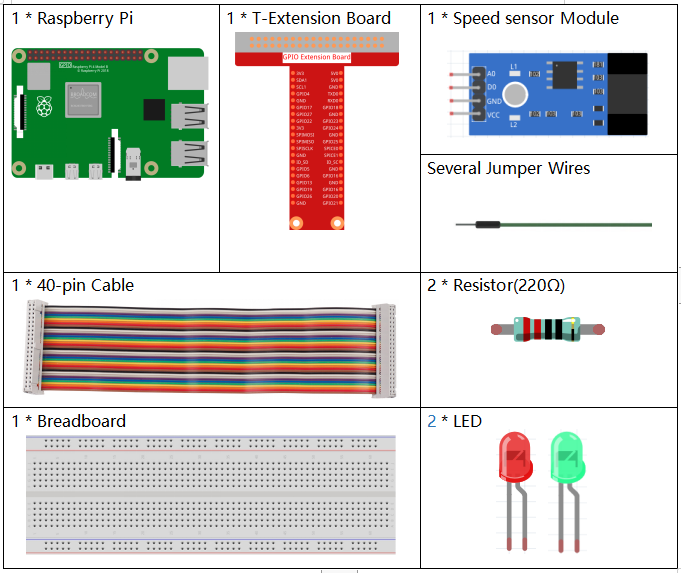 1 * Raspberry Pi
1 * T-Extension Board
1 * Speed sensor Module
GPIO Extension Board
3V3 5V0
SDA1 5V0
SCL1 GND
GPIO4 TXD0
GND RXD0
GPIO17 GPIO18
GPIO27 GND
GPIO22 GPIO23
3V3 GPIO24
SPIMOSI GND
SPIMISO GPIO25
SPISCLK SPICE0
GND SPICE1
ID_SD ID_SC
GPIO5 GND
GPIO6 GPIO12
GPIO13 GND
GPIO19 GPIO16
GPIO26 GPIO20
GND GPIO21
L1
A0
D0
GND
VCC
L2
Several Jumper Wires
1 * 40-pin Cable
2 * Resistor(220Ω)
1 * Breadboard
2 * LED